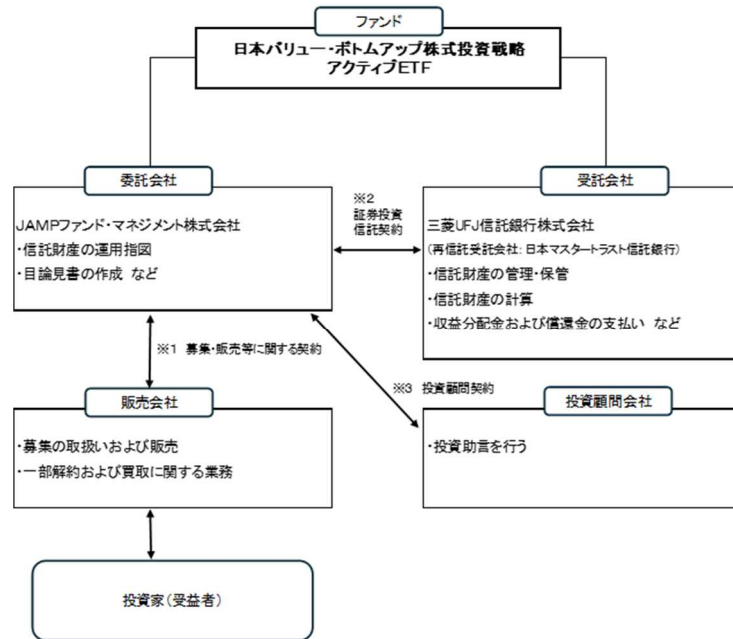 ファンド
日本バリュー・ボトムアップ株式投資戦略
アクティブETF
委託会社
JAMPファンド・マネジメント株式会社
・信託財産の運用指図
・目論見書の作成 など
※2
証券投資
信託契約
受託会社
三菱UFJ信託銀行株式会社
(再信託受託会社:日本マスタートラスト信託銀行)
・信託財産の管理・保管
・信託財産の計算
・収益分配金および償還金の支払い など
※1 募集・販売等に関する契約
※3 投資顧問契約
販売会社
・募集の取扱いおよび販売
・一部解約および買取に関する業務
投資顧問会社
・投資助言を行う
投資家(受益者)